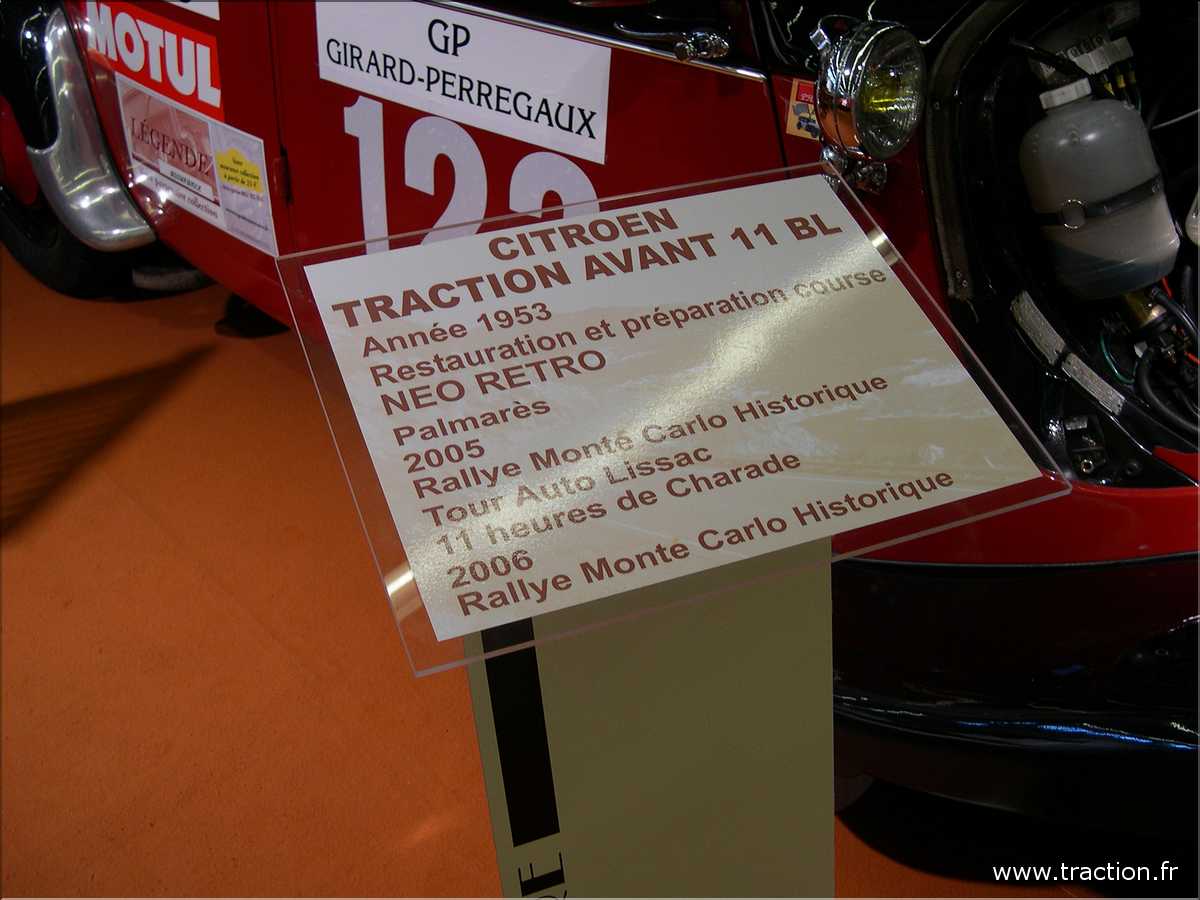 MOTUL
GP
GIRARD-PERREGAUX
LÉGENDE
assurance
12
CITROEN
TRACTION AVANT 11 BL
Année 1953
Restauration et préparation course
NEO RETRO
Palmarès
2005
Rallye Monte Carlo Historique
Tour Auto Lissac
11 heures de Charade
2006
Rallye Monte Carlo Historique
www.traction.fr